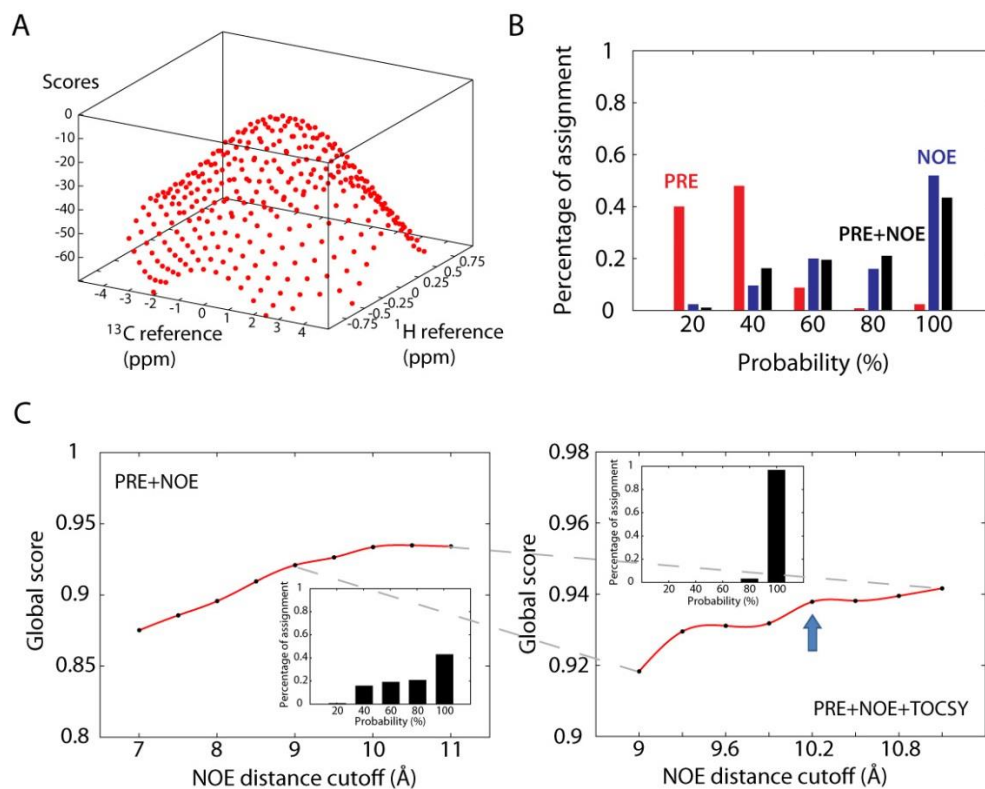 A
Scores
0
-10
-20
-30
-40
-50
-60
-4
-3
-2
-1
0
1
2
3
4
-0.75
-0.5
-0.25
0
0.25
0.5
0.75
13C reference
(ppm)
1H reference
(ppm)
B
Percentage of assignment
1
0.8
0.6
0.4
0.2
0
PRE
NOE
PRE+NOE
20 40 60 80 100
Probability (%)
C
Global score
1
0.95
0.9
0.85
0.8
PRE+NOE
7 8 9 10 11
NOE distance cutoff (Å)
Percentage of assignment
1
0.8
0.6
0.4
0.2
0
20 40 60 80 100
Probability (%)
Global score
0.98
0.96
0.94
0.92
0.9
Percentage of assignment
1
0.8
0.6
0.4
0.2
0
20 40 60 80 100
Probability (%)
PRE+NOE+TOCSY
9 9.6 10.2 10.8
NOE distance cutoff (Å)